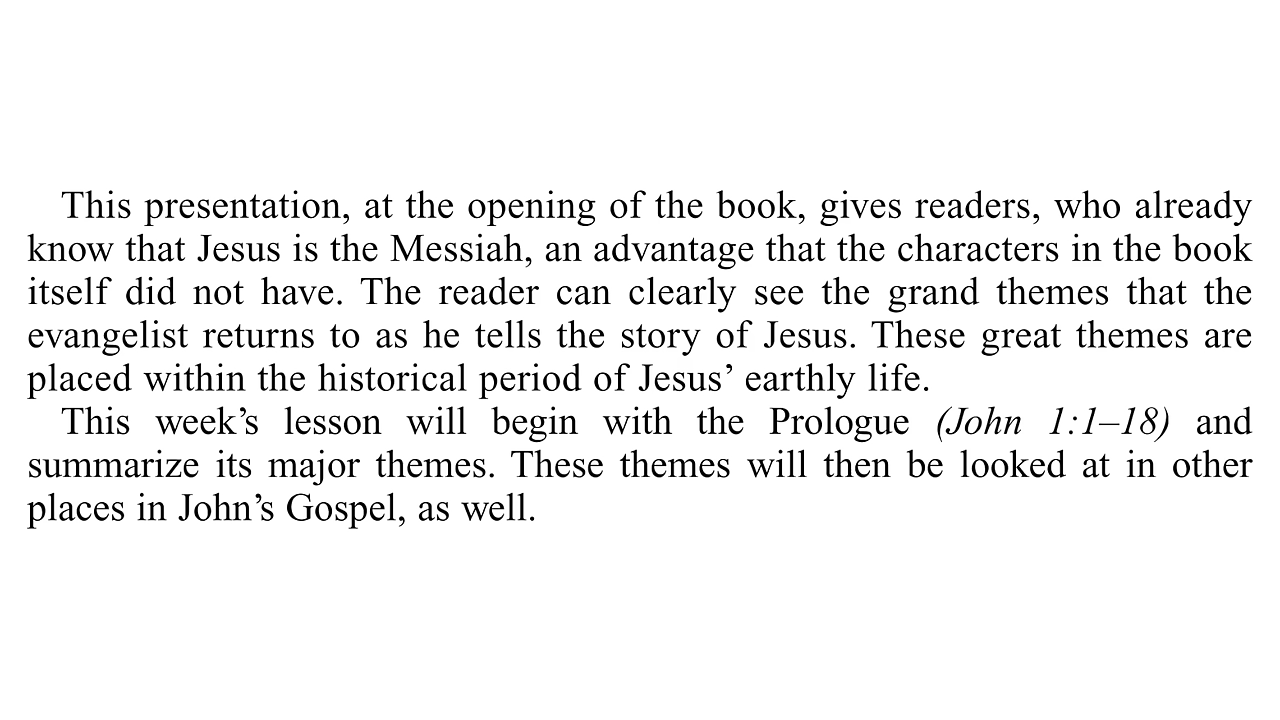 This presentation, at the opening of the book, gives readers, who already
know that Jesus is the Messiah, an advantage that the characters in the book
itself did not have. The reader can clearly see the grand themes that the
evangelist returns to as he tells the story of Jesus. These great themes are
placed within the historical period of Jesus’ earthly life.
This week’s lesson will begin with the Prologue (John 1:1–18) and
summarize its major themes. These themes will then be looked at in other
places in John’s Gospel, as well.